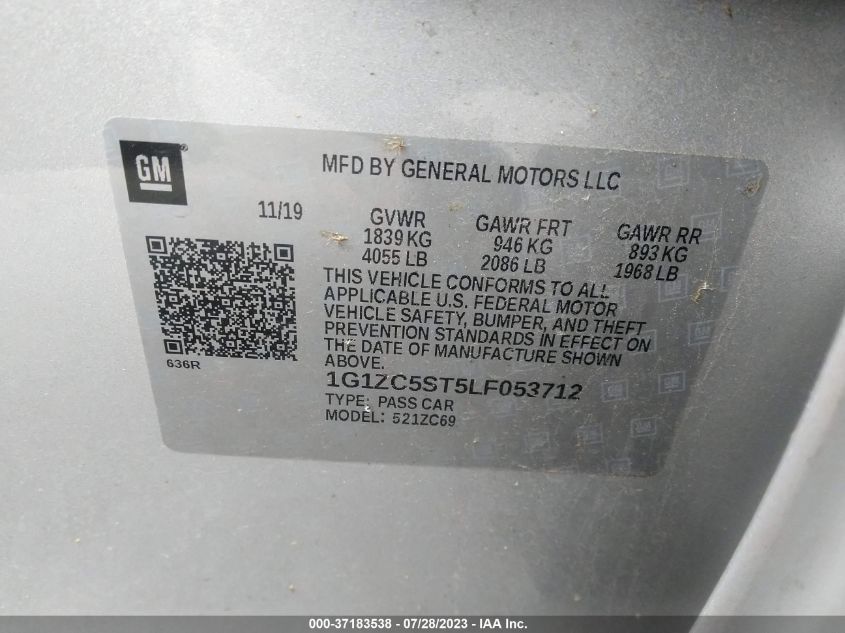 GM
MFD BY GENERAL MOTORS LLC
11/19 GVWR GAWR FRT GAWR RR
1839 KG 946 KG 893 KG
4055 LB 2086 LB 1968 LB
THIS VEHICLE CONFORMS TO ALL
APPLICABLE U.S. FEDERAL MOTOR
VEHICLE SAFETY, BUMPER, AND THEFT
PREVENTION STANDARDS IN EFFECT ON
THE DATE OF MANUFACTURE SHOWN
ABOVE.
636R
1G1ZC5ST5LF053712
TYPE: PASS CAR
MODEL: 521ZC69
000-37183538 - 07/28/2023 - IAA Inc.